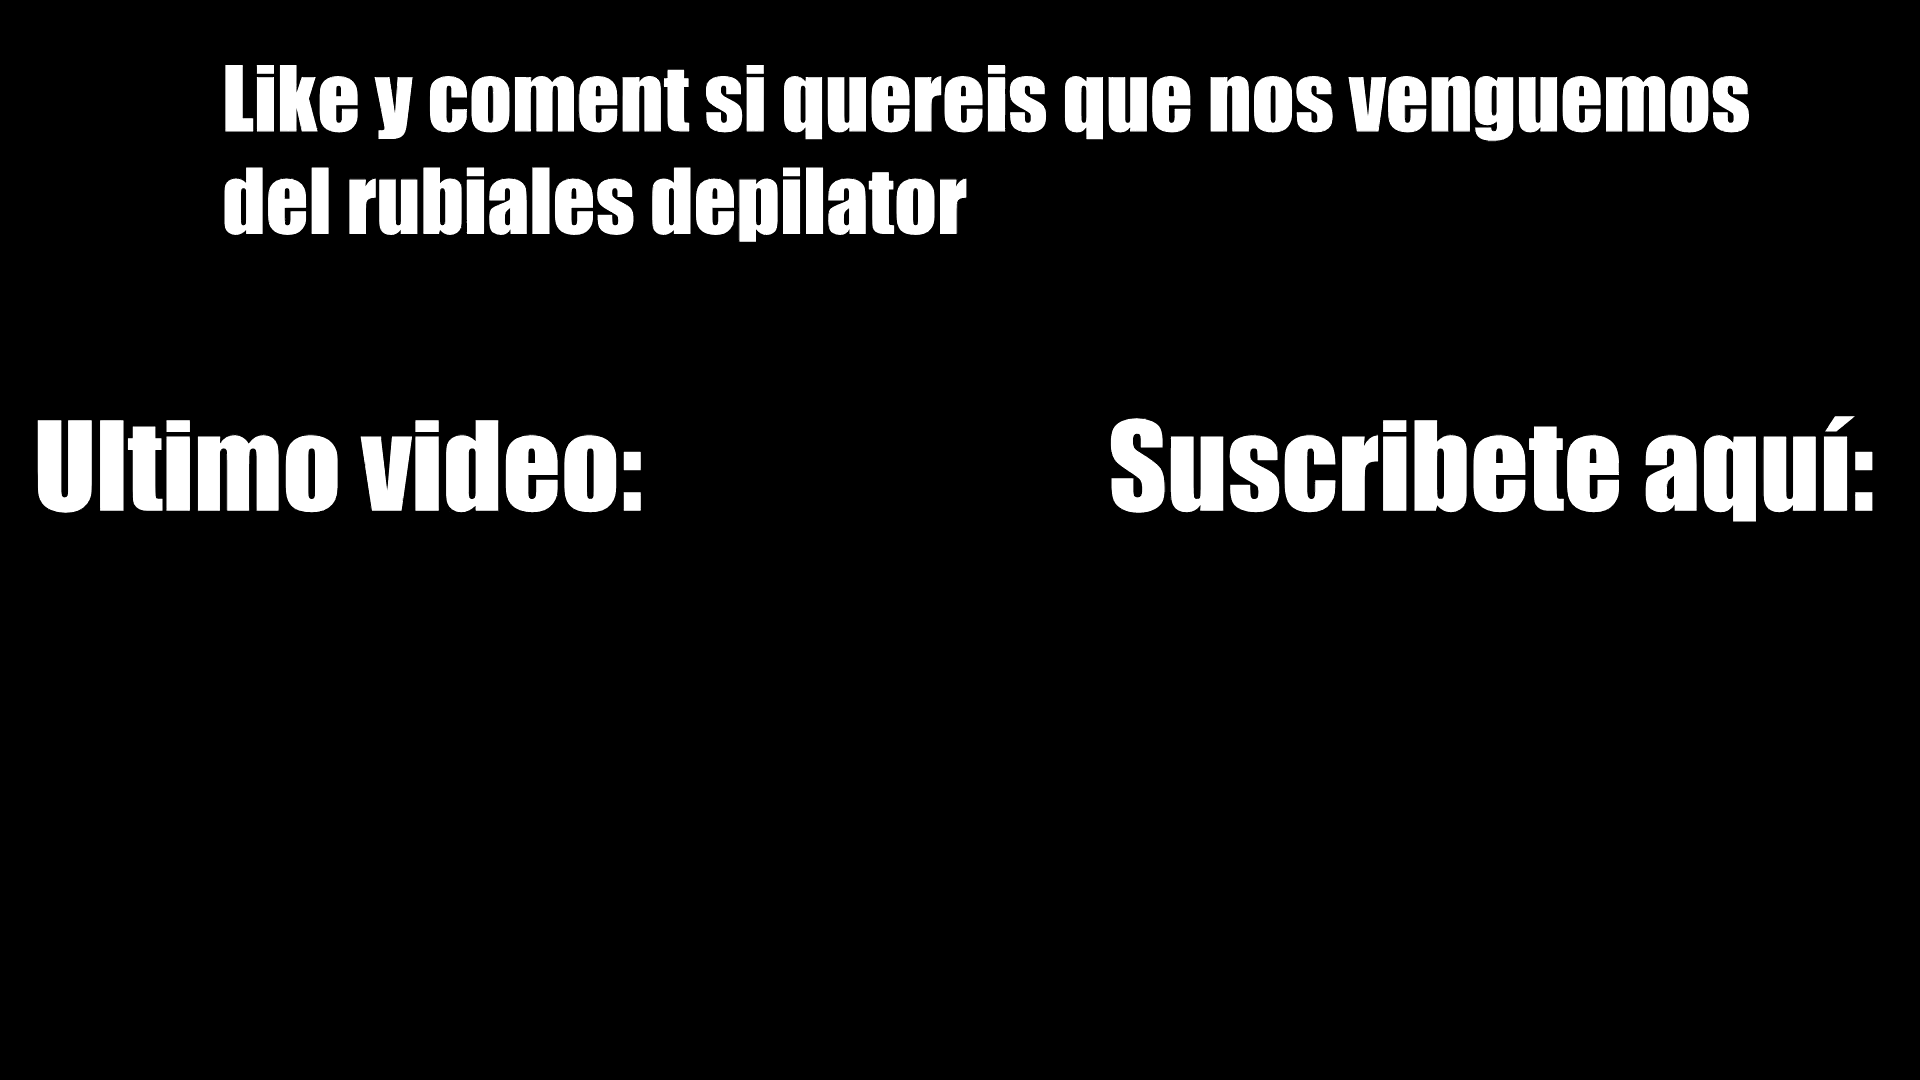 Like y coment si quereis que nos venguemos
del rubiales depilator
Ultimo video:
Suscribete aquí: